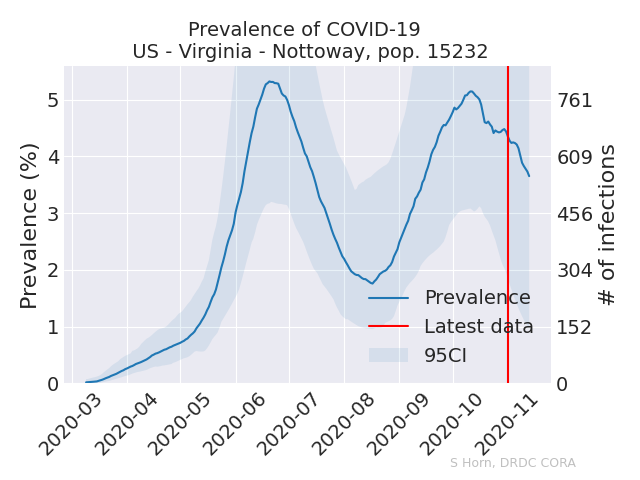 Prevalence of COVID-19
US - Virginia - Nottoway, pop. 15232
Prevalence (%)
5
4
3
2
1
0
761
609
456
304
152
0
# of infections
Prevalence
Latest data
95CI
2020-03
2020-04
2020-05
2020-06
2020-07
2020-08
2020-09
2020-10
2020-11
S Horn, DRDC CORA